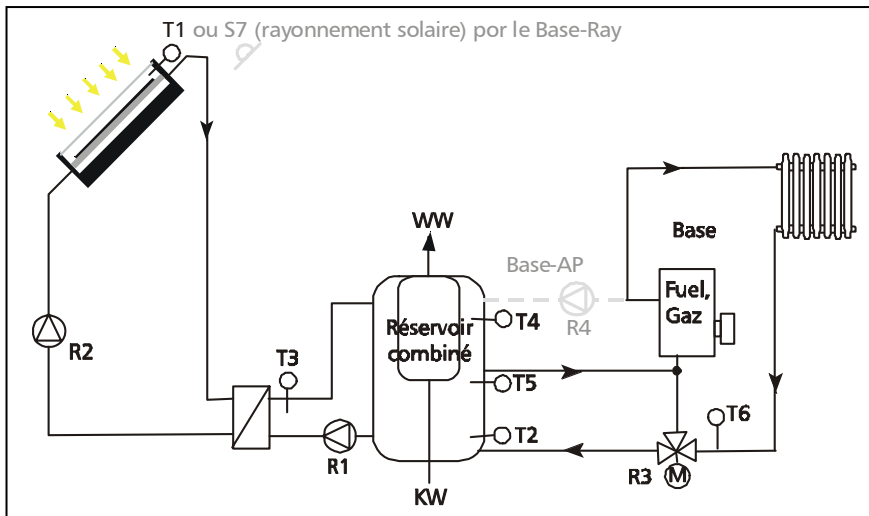 T1 ou S7 (rayonnement solaire) por le Base-Ray
WW
Base-AP
Base
R4
Fuel,
Gaz
Réservoir
combiné
T4
R2
T3
T5
T6
T2
R1
R3
M
KW